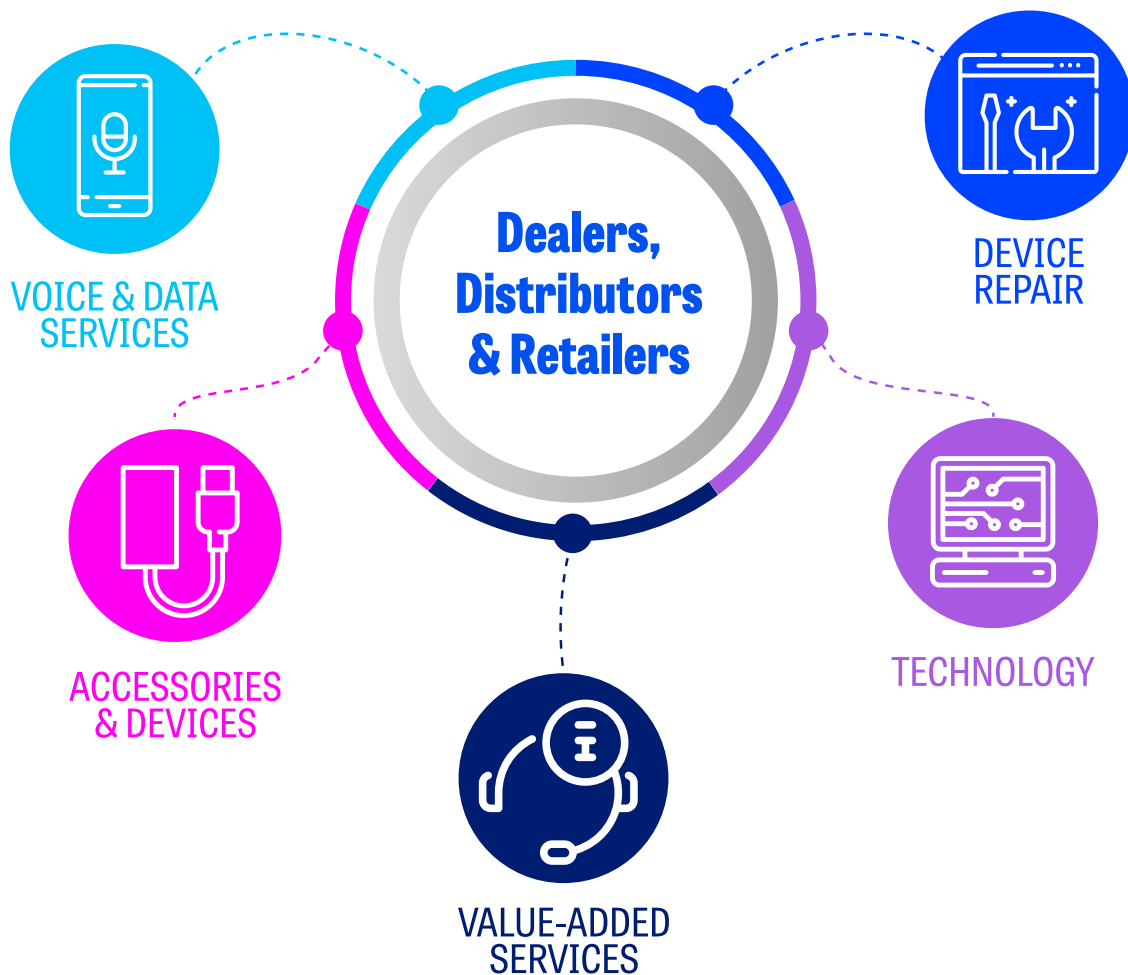 Dealers,
Distributors
& Retailers
VOICE & DATA
SERVICES
DEVICE
REPAIR
ACCESSORIES
& DEVICES
TECHNOLOGY
VALUE-ADDED
SERVICES